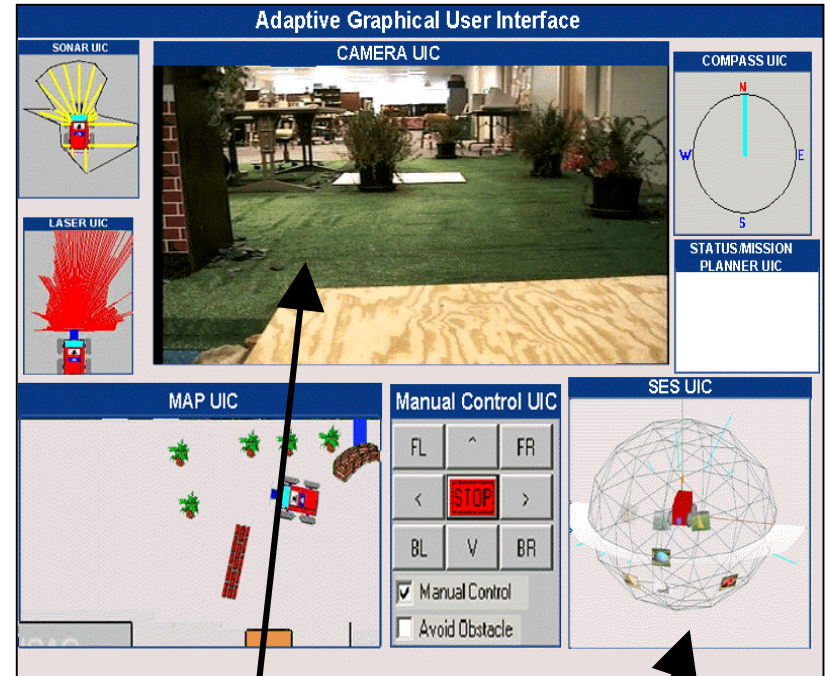 Adaptive Graphical User Interface
SONAR UIC
CAMERA UIC
COMPASS UIC
N
W
E
S
LASER UIC
STATUS/MISSION
PLANNER UIC
MAP UIC
Manual Control UIC
SES UIC
FL
^
FR
<
STOP
>
BL
V
BR
Manual Control
Avoid Obstacle